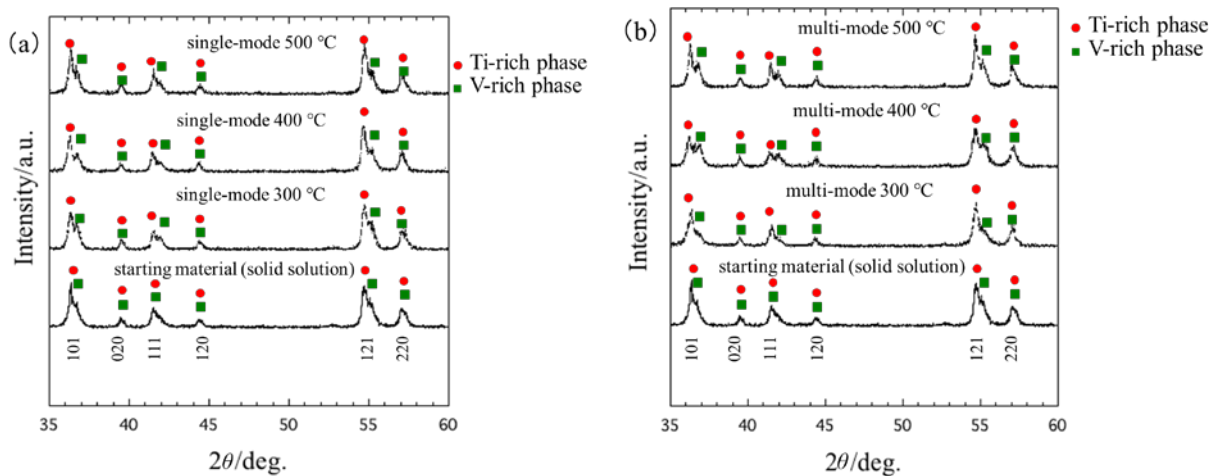 (a)
single-mode 500 °C
Ti-rich phase
V-rich phase
single-mode 400 °C
single-mode 300 °C
starting material (solid solution)
Intensity/a.u.
101
020
111
120
121
220
35
40
45
50
55
60
2θ/deg.
(b)
multi-mode 500 °C
Ti-rich phase
V-rich phase
multi-mode 400 °C
multi-mode 300 °C
starting material (solid solution)
Intensity/a.u.
101
020
111
120
121
220
35
40
45
50
55
60
2θ/deg.